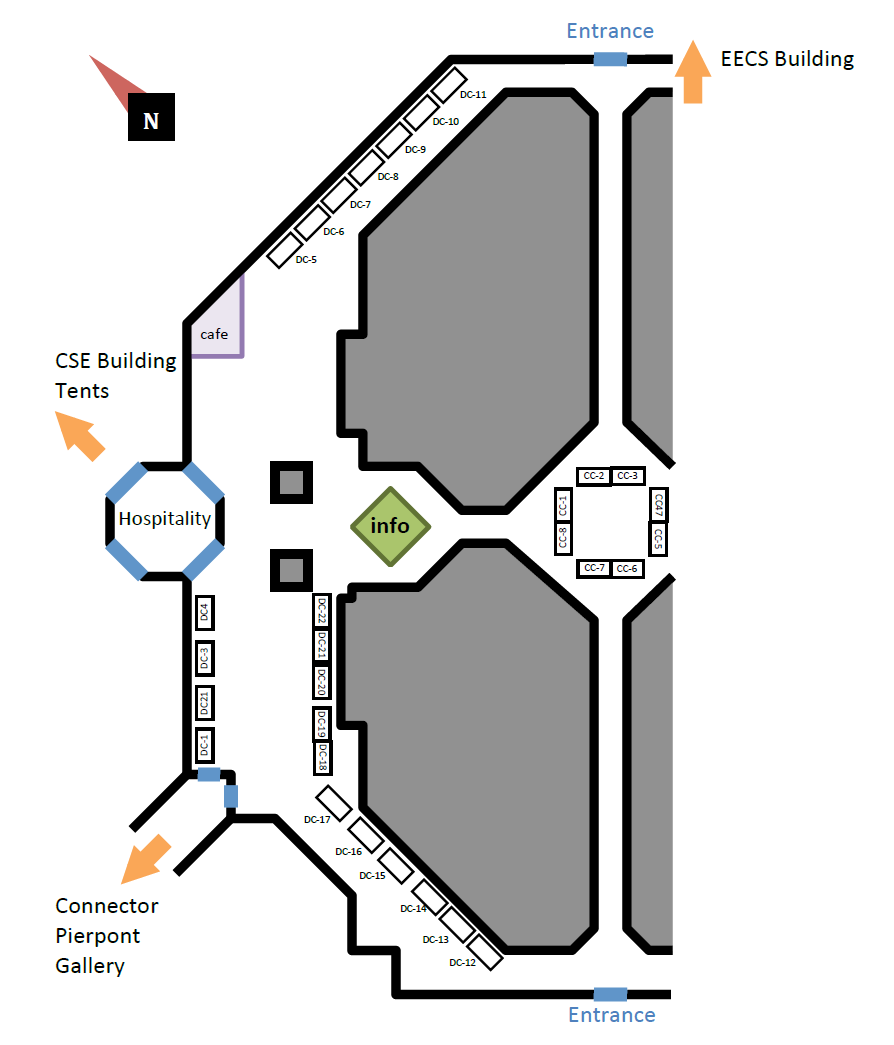 Entrance
EECS Building
N
DC-11
DC-10
DC-9
DC-8
DC-7
DC-6
DC-5
cafe
CSE Building
Tents
Hospitality
info
CC-2
CC-3
CC-1
CC47
CC-8
CC-5
CC-7
CC-6
DC4
DC-3
DC21
DC-1
DC-22
DC-21
DC-20
DC-19
DC-18
DC-17
DC-16
DC-15
DC-14
DC-13
DC-12
Connector
Pierpont
Gallery
Entrance